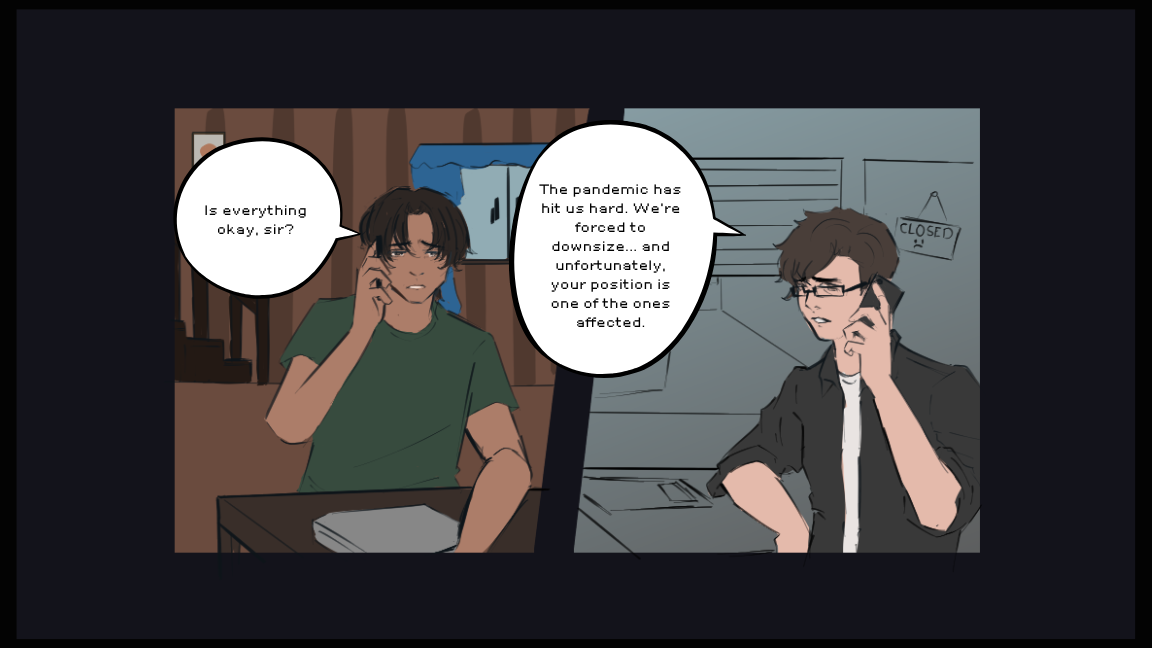 Is everything
okay, sir?
The pandemic has
hit us hard. We're
forced to
downsize... and
unfortunately,
your position is
one of the ones
affected.
CLOSED